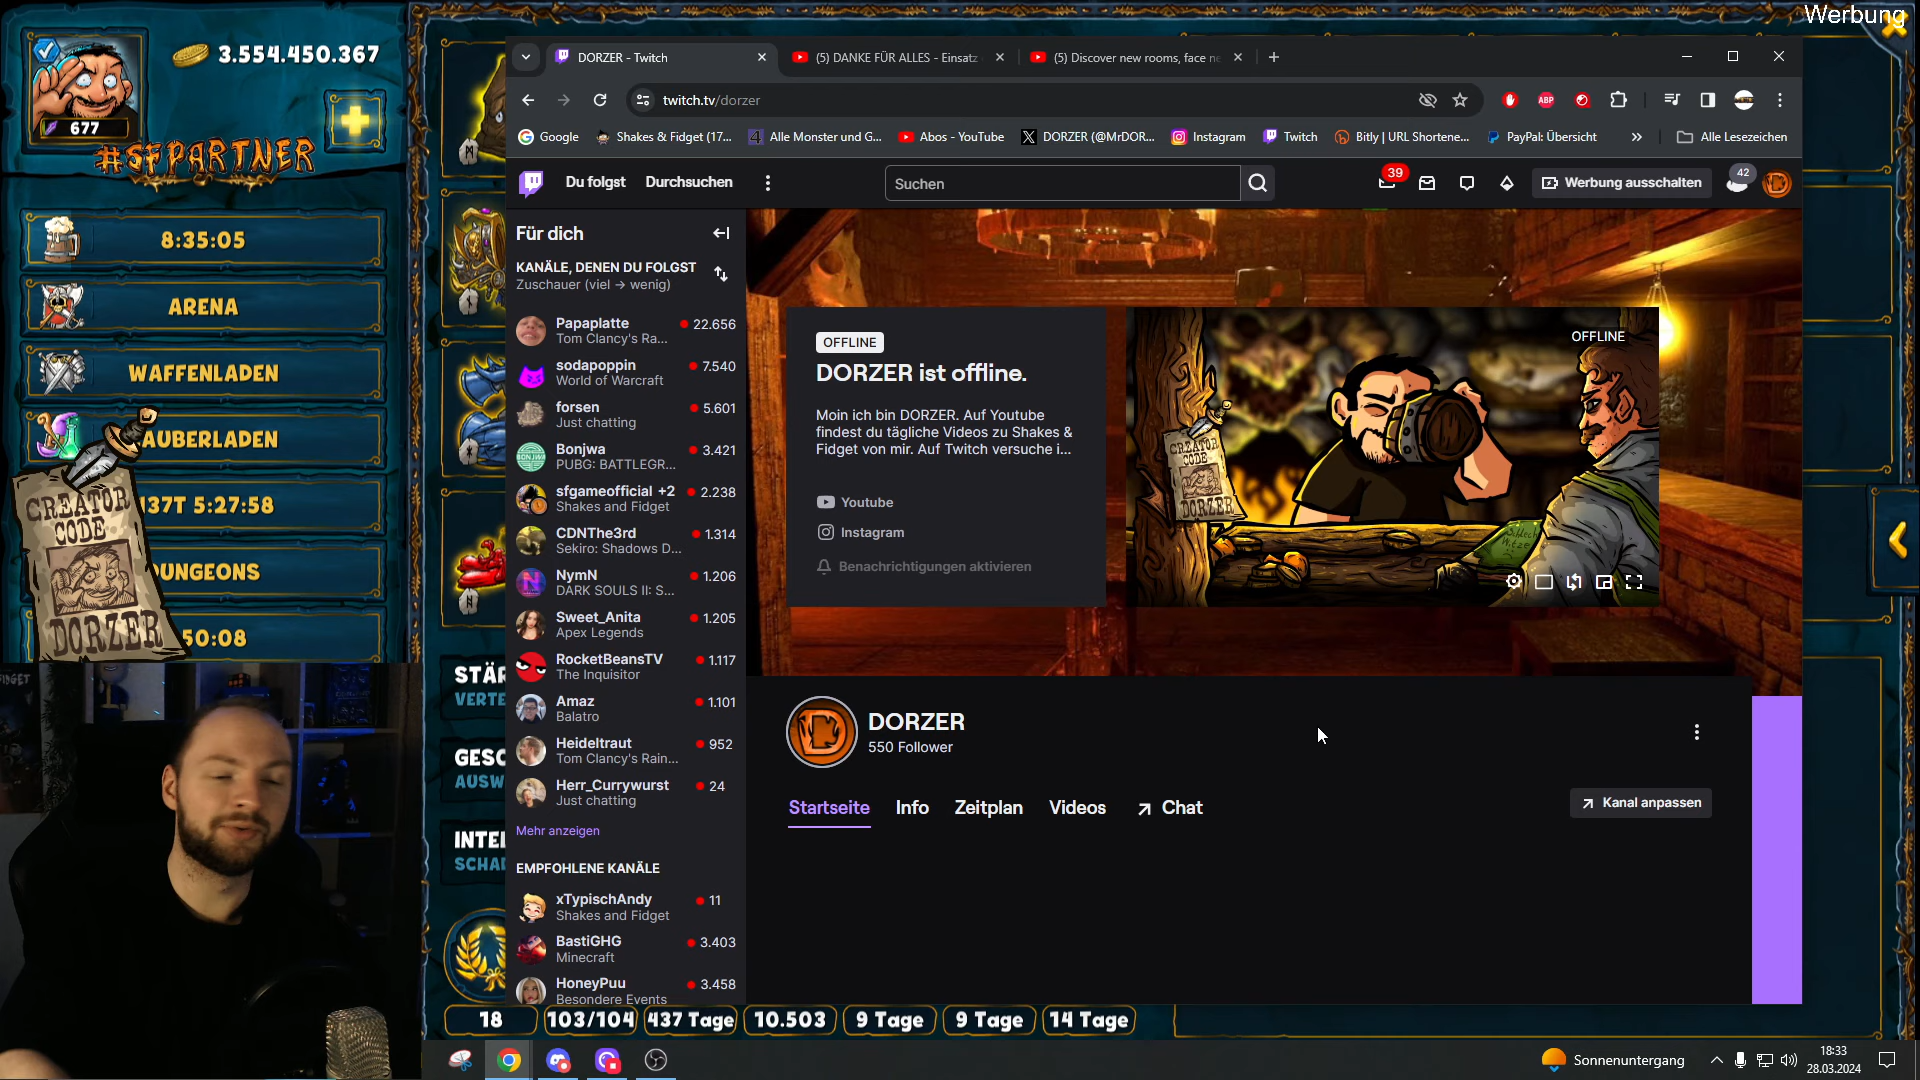 Werbung
3.554.450.367
677
#SFPARTNER
8:35:05
ARENA
WAFFENLADEN
AUBERLADEN
137T 5:27:58
UNGEONS
50:08
CREATOR
CODE
DORZER
DORZER - Twitch
(5) DANKE FÜR ALLES - Einsatz
(5) Discover new rooms, face ne
twitch.tv/dorzer
ABP
Google
Shakes & Fidget (17...
Alle Monster und G...
Abos - YouTube
DORZER (@MrDOR...
Instagram
Twitch
Bitly | URL Shortene...
PayPal: Übersicht
Alle Lesezeichen
Du folgst
Durchsuchen
Suchen
39
Werbung ausschalten
42
Für dich
KANÄLE, DENEN DU FOLGST
Zuschauer (viel → wenig)
Papaplatte 22.656
Tom Clancy's Ra...
sodapoppin 7.540
World of Warcraft
forsen 5.601
Just chatting
Bonjwa 3.421
PUBG: BATTLEGR...
sfgameofficial +2 2.238
Shakes and Fidget
CDNThe3rd 1.314
Sekiro: Shadows D...
NymN 1.206
DARK SOULS II: S...
Sweet_Anita 1.205
Apex Legends
RocketBeansTV 1.117
The Inquisitor
Amaz 1.101
Balatro
Heideltraut 952
Tom Clancy's Rain...
Herr_Currywurst 24
Just chatting
Mehr anzeigen
EMPFOHLENE KANÄLE
xTypischAndy 11
Shakes and Fidget
BastiGHG 3.403
Minecraft
HoneyPuu 3.458
Besondere Events
OFFLINE
DORZER ist offline.
Moin ich bin DORZER. Auf Youtube
findest du tägliche Videos zu Shakes &
Fidget von mir. Auf Twitch versuche i...
Youtube
Instagram
Benachrichtigungen aktivieren
OFFLINE
CREATOR
CODE
DORZER
DORZER
550 Follower
Startseite
Info
Zeitplan
Videos
Chat
Kanal anpassen
STÄR
VERTE
GESC
AUSW
INTEL
SCHAD
18
103/104
437 Tage
10.503
9 Tage
9 Tage
14 Tage
Sonnenuntergang
18:33
28.03.2024